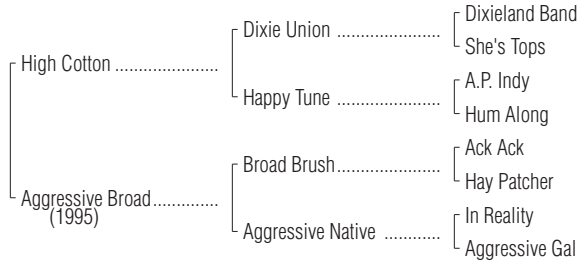 Dixieland Band
Dixie Union ....................
She's Tops
High Cotton ....................
A.P. Indy
Happy Tune ....................
Hum Along
Ack Ack
Broad Brush....................
Hay Patcher
Aggressive Broad.............
(1995)
In Reality
Aggressive Native ...........
Aggressive Gal